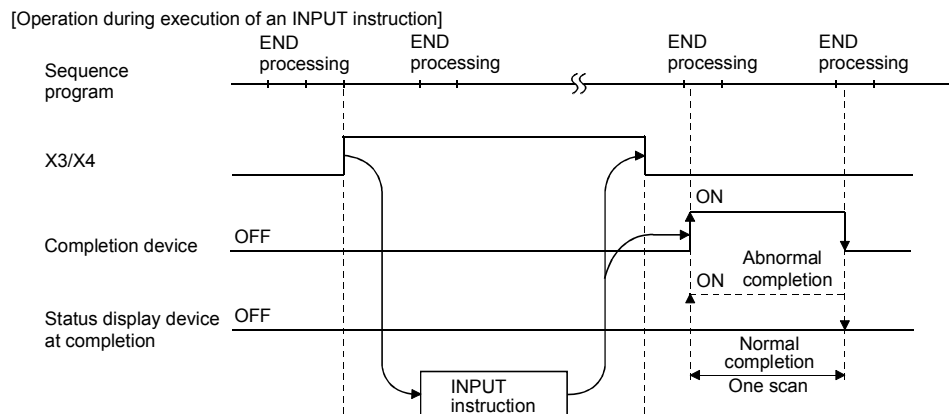 [Operation during execution of an INPUT instruction]
END processing
END processing
END processing
END processing
Sequence program
X3/X4
ON
Completion device
OFF
Abnormal completion
ON
Status display device at completion
OFF
Normal completion
One scan
INPUT instruction